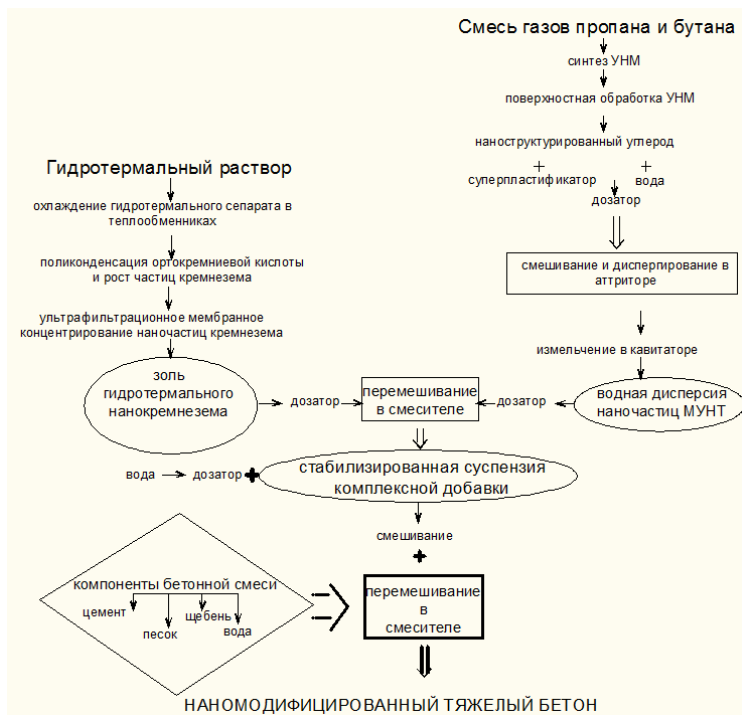 Смесь газов пропана и бутана
синтез УНМ
поверхностная обработка УНМ
наноструктурированный углерод
+ +
суперпластификатор вода
дозатор
смешивание и диспергирование в
аттриторе
измельчение в кавитаторе
водная дисперсия
наночастиц МУНТ
дозатор
Гидротермальный раствор
охлаждение гидротермального сепарата в
теплообменниках
поликонденсация ортокремниевой кислоты
и рост частиц кремнезема
ультрафильтрационное мембранное
концентрирование наночастиц кремнезема
золь
гидротермального
нанокремнезема
дозатор
перемешивание
в смесителе
вода дозатор +
стабилизированная суспензия
комплексной добавки
смешивание
+
компоненты бетонной смеси
цемент
песок
щебень
вода
перемешивание
в
смесителе
НАНОМОДИФИЦИРОВАННЫЙ ТЯЖЕЛЫЙ БЕТОН